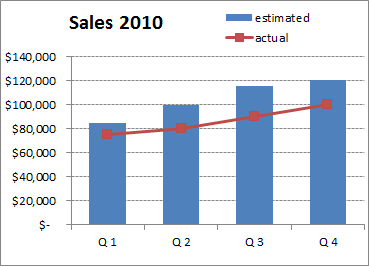 Sales 2010
estimated
actual
$140,000
$120,000
$100,000
$80,000
$60,000
$40,000
$20,000
$-
Q 1 Q 2 Q 3 Q 4